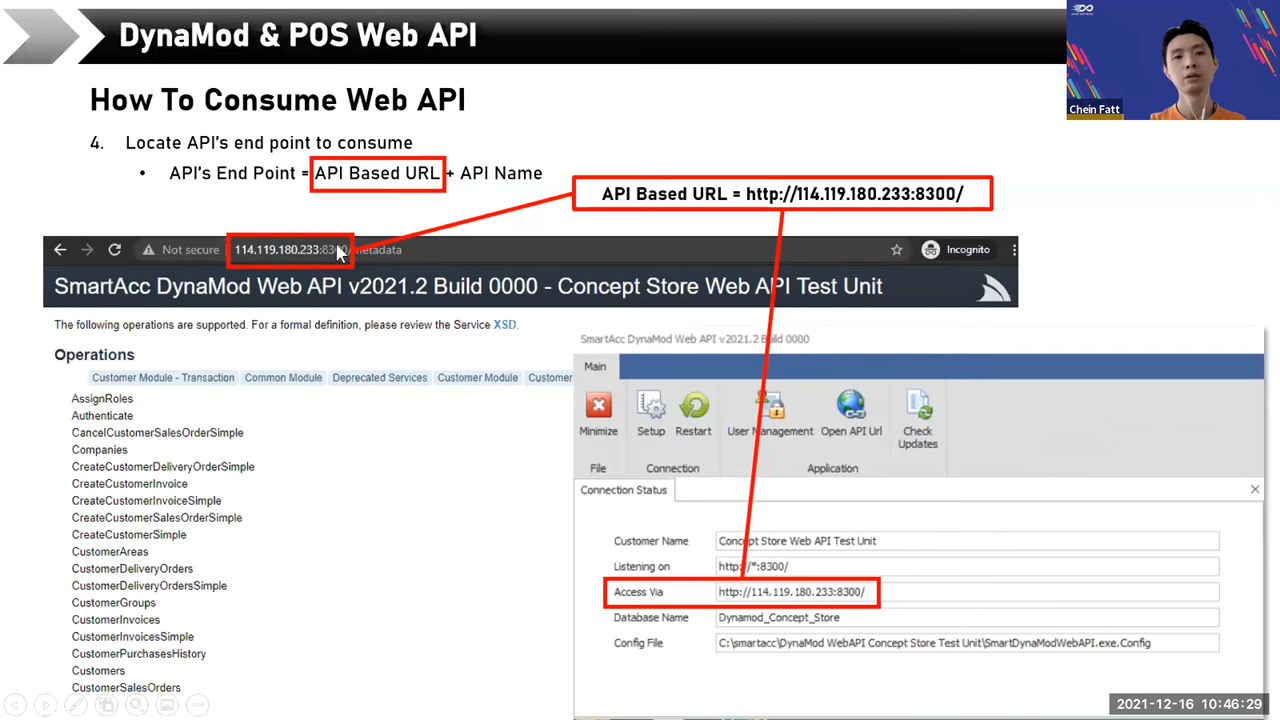 DynaMod & POS Web API
Chein Fatt
How To Consume Web API
4. Locate API's end point to consume
• API's End Point = API Based URL + API Name
API Based URL = http://114.119.180.233:8300/
Not secure 114.119.180.233:8300/metadata Incognito
SmartAcc DynaMod Web API v2021.2 Build 0000 - Concept Store Web API Test Unit
The following operations are supported. For a formal definition, please review the Service XSD.
Operations
Customer Module - Transaction Common Module Deprecated Services Customer Module Customer
AssignRoles
Authenticate
CancelCustomerSalesOrderSimple
Companies
CreateCustomerDeliveryOrderSimple
CreateCustomerInvoice
CreateCustomerInvoiceSimple
CreateCustomerSalesOrderSimple
CreateCustomerSimple
CustomerAreas
CustomerDeliveryOrders
CustomerDeliveryOrdersSimple
CustomerGroups
CustomerInvoices
CustomerInvoicesSimple
CustomerPurchasesHistory
Customers
CustomerSalesOrders
SmartAcc DynaMod Web API v2021.2 Build 0000
Main
Minimize Setup Restart User Management Open API Url Check Updates
File Connection Application
Connection Status
Customer Name Concept Store Web API Test Unit
Listening on http://*:8300/
Access Via http://114.119.180.233:8300/
Database Name Dynamod_Concept_Store
Config File C:\smartacc\DynaMod WebAPI Concept Store Test Unit\SmartDynaModWebAPI.exe.Config
2021-12-16 10:46:29